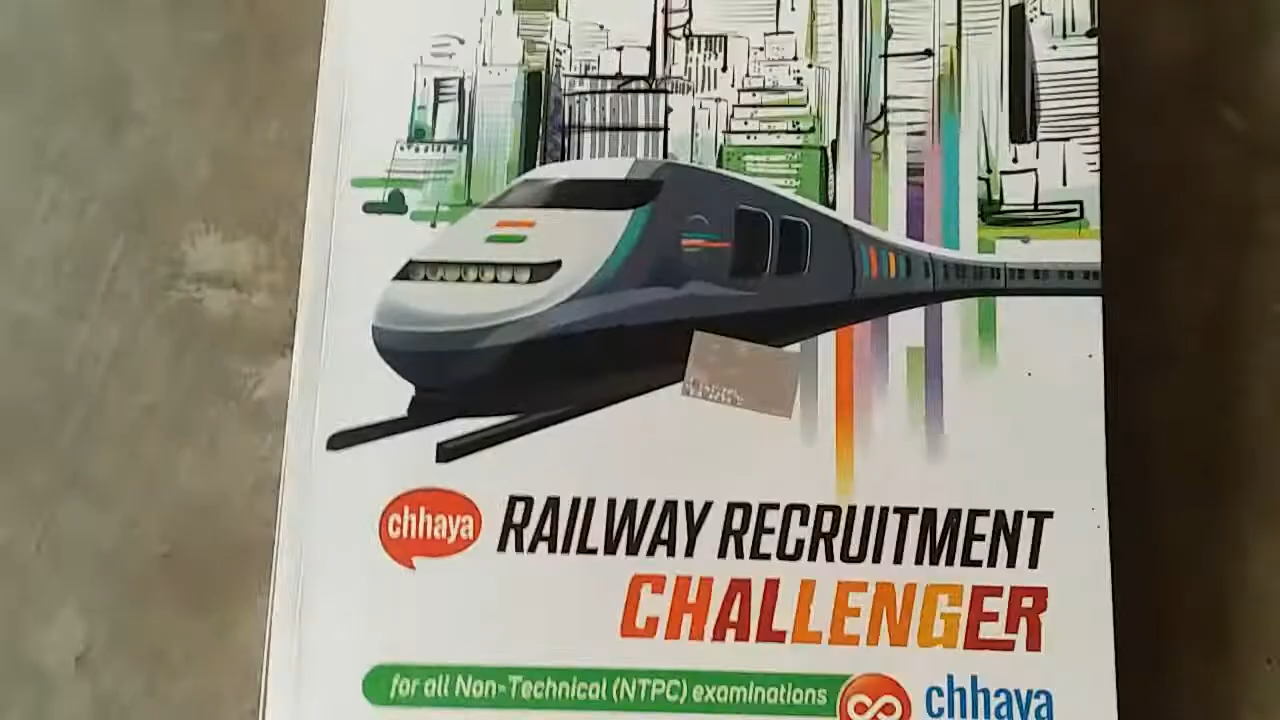 chhaya
RAILWAY RECRUITMENT
CHALLENGER
for all Non-Technical (NTPC) examinations
chhaya